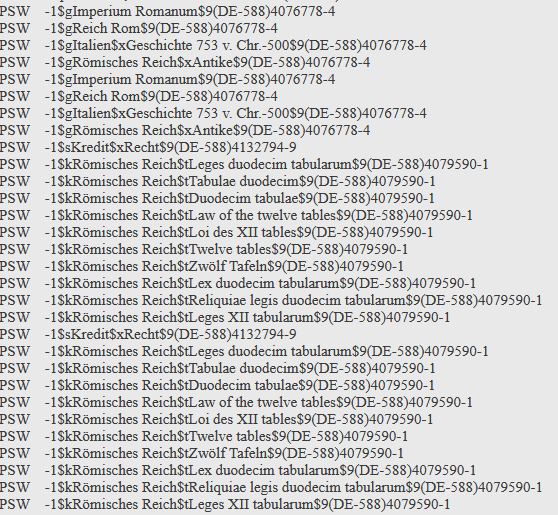 PSW -1$gImperium Romanum$9(DE-588)4076778-4
PSW -1$gReich Rom$9(DE-588)4076778-4
PSW -1$gItalien$xGeschichte 753 v. Chr.-500$9(DE-588)4076778-4
PSW -1$gRömisches Reich$xAntike$9(DE-588)4076778-4
PSW -1$gImperium Romanum$9(DE-588)4076778-4
PSW -1$gReich Rom$9(DE-588)4076778-4
PSW -1$gItalien$xGeschichte 753 v. Chr.-500$9(DE-588)4076778-4
PSW -1$gRömisches Reich$xAntike$9(DE-588)4076778-4
PSW -1$sKredit$xRecht$9(DE-588)4132794-9
PSW -1$kRömisches Reich$tLeges duodecim tabularum$9(DE-588)4079590-1
PSW -1$kRömisches Reich$tTabulae duodecim$9(DE-588)4079590-1
PSW -1$kRömisches Reich$tDuodecim tabulae$9(DE-588)4079590-1
PSW -1$kRömisches Reich$tLaw of the twelve tables$9(DE-588)4079590-1
PSW -1$kRömisches Reich$tLoi des XII tables$9(DE-588)4079590-1
PSW -1$kRömisches Reich$tTwelve tables$9(DE-588)4079590-1
PSW -1$kRömisches Reich$tZwölf Tafeln$9(DE-588)4079590-1
PSW -1$kRömisches Reich$tLex duodecim tabularum$9(DE-588)4079590-1
PSW -1$kRömisches Reich$tReliquiae legis duodecim tabularum$9(DE-588)4079590-1
PSW -1$kRömisches Reich$tLeges XII tabularum$9(DE-588)4079590-1
PSW -1$sKredit$xRecht$9(DE-588)4132794-9
PSW -1$kRömisches Reich$tLeges duodecim tabularum$9(DE-588)4079590-1
PSW -1$kRömisches Reich$tTabulae duodecim$9(DE-588)4079590-1
PSW -1$kRömisches Reich$tDuodecim tabulae$9(DE-588)4079590-1
PSW -1$kRömisches Reich$tLaw of the twelve tables$9(DE-588)4079590-1
PSW -1$kRömisches Reich$tLoi des XII tables$9(DE-588)4079590-1
PSW -1$kRömisches Reich$tTwelve tables$9(DE-588)4079590-1
PSW -1$kRömisches Reich$tZwölf Tafeln$9(DE-588)4079590-1
PSW -1$kRömisches Reich$tLex duodecim tabularum$9(DE-588)4079590-1
PSW -1$kRömisches Reich$tReliquiae legis duodecim tabularum$9(DE-588)4079590-1
PSW -1$kRömisches Reich$tLeges XII tabularum$9(DE-588)4079590-1